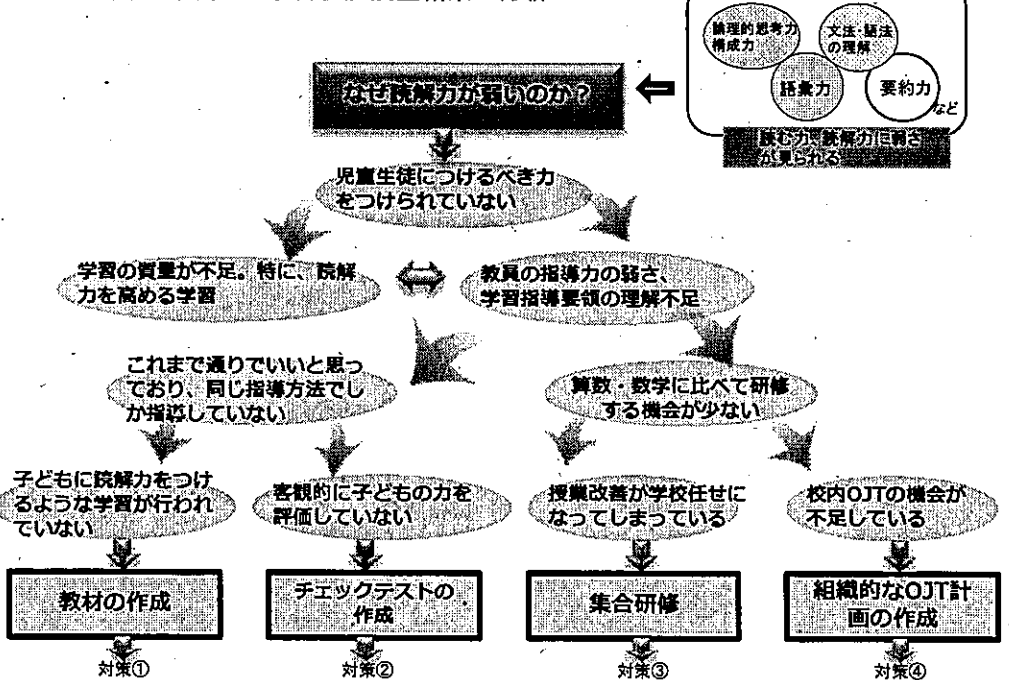 論理的思考力
構成力
文法・語法
の理解
語彙力
要約力
など
読む力・読解力に弱さ
が見られる
なぜ読解力が弱いのか？
児童生徒につけるべき力
をつけられていない
学習の質量が不足。特に、読解
力を高める学習
教員の指導力の弱さ、
学習指導要領の理解不足
これまで通りでいいと思っ
ており、同じ指導方法でし
か指導していない
算数・数学に比べて研修
する機会が少ない
子どもに読解力をつけ
るような学習が行われ
ていない
客観的に子どもの力を
評価していない
授業改善が学校任せに
なってしまっている
校内OJTの機会が
不足している
教材の作成
チェックテストの
作成
集合研修
組織的なOJT計
画の作成
対策①
対策②
対策③
対策④